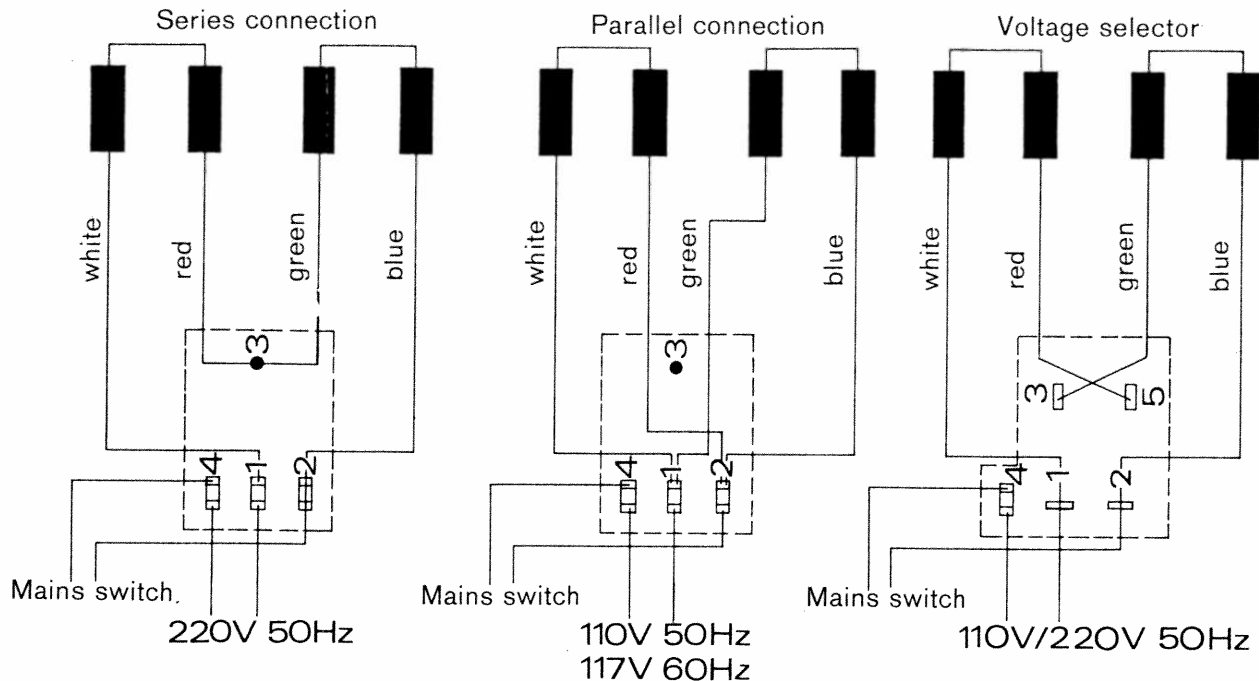 Series connection
Parallel connection
Voltage selector
white
red
green
blue
white
red
green
blue
white
red
green
blue
3
3
3
5
4
1
2
4
1
2
4
1
2
Mains switch.
Mains switch
Mains switch
220V 50Hz
110V 50Hz
117V 60Hz
110V/220V 50Hz